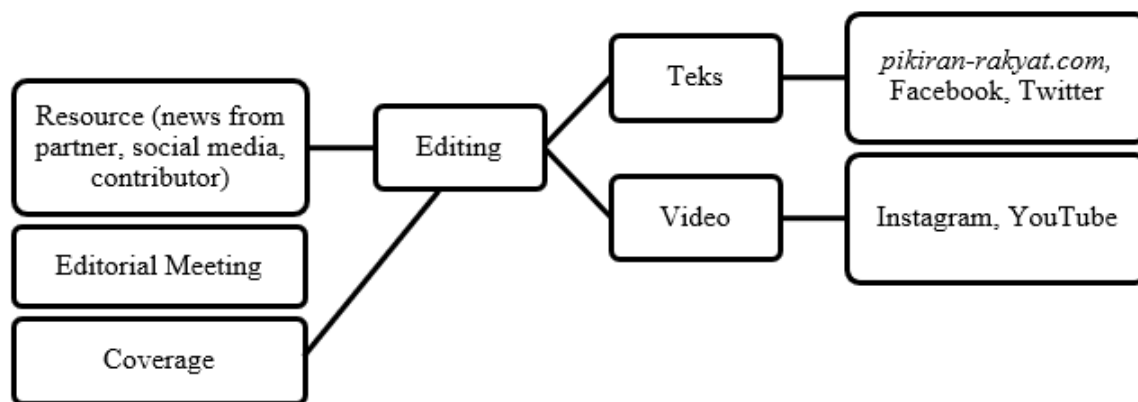 Resource (news from
partner, social media,
contributor)
Editorial Meeting
Coverage
Editing
Teks
Video
pikiran-rakyat.com,
Facebook, Twitter
Instagram, YouTube